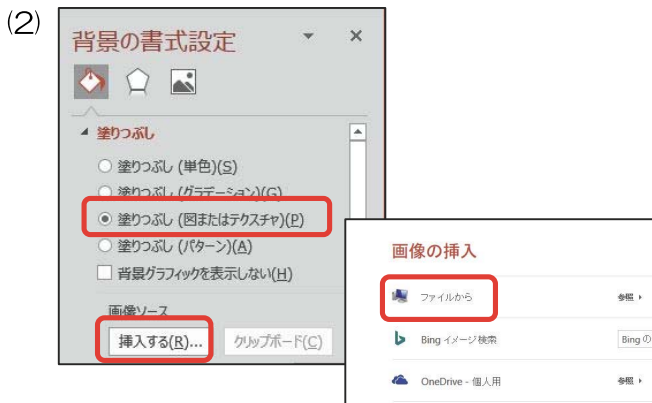 (2)
背景の書式設定
塗りつぶし
塗りつぶし (単色)(S)
塗りつぶし (グラデーション)(G)
塗りつぶし (図またはテクスチャ)(P)
塗りつぶし (パターン)(A)
背景グラフィックを表示しない(H)
画像ソース
挿入する(R)... クリップボード(C)
画像の挿入
ファイルから 参照
Bing イメージ検索 Bing の
OneDrive - 個人用 参照